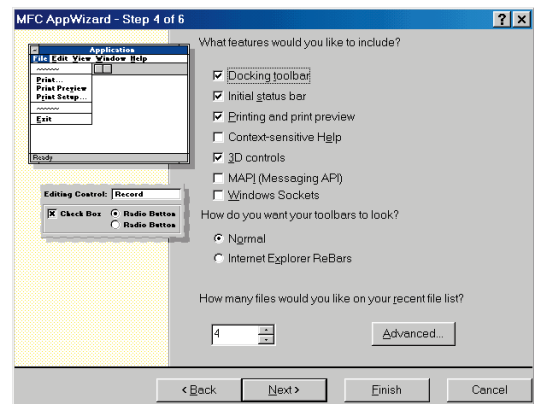 MFC AppWizard - Step 4 of 6
Application
File Edit View Window Help
Print...
Print Preview
Print Setup...
Exit
Ready
Editing Control: Record
Check Box
Radio Button
Radio Button
What features would you like to include?
Docking toolbar
Initial status bar
Printing and print preview
Context-sensitive Help
3D controls
MAPI (Messaging API)
Windows Sockets
How do you want your toolbars to look?
Normal
Internet Explorer ReBars
How many files would you like on your recent file list?
4
Advanced...
< Back
Next >
Finish
Cancel